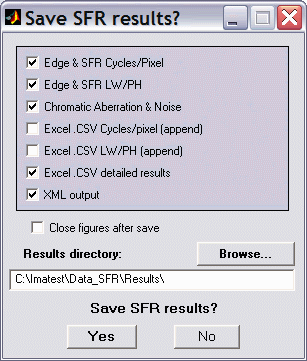 Save SFR results?
Edge & SFR Cycles/Pixel
Edge & SFR LW/PH
Chromatic Aberration & Noise
Excel .CSV Cycles/pixel (append)
Excel .CSV LW/PH (append)
Excel .CSV detailed results
XML output
Close figures after save
Results directory:
Browse...
C:\Imatest\Data_SFR\Results\
Save SFR results?
Yes
No